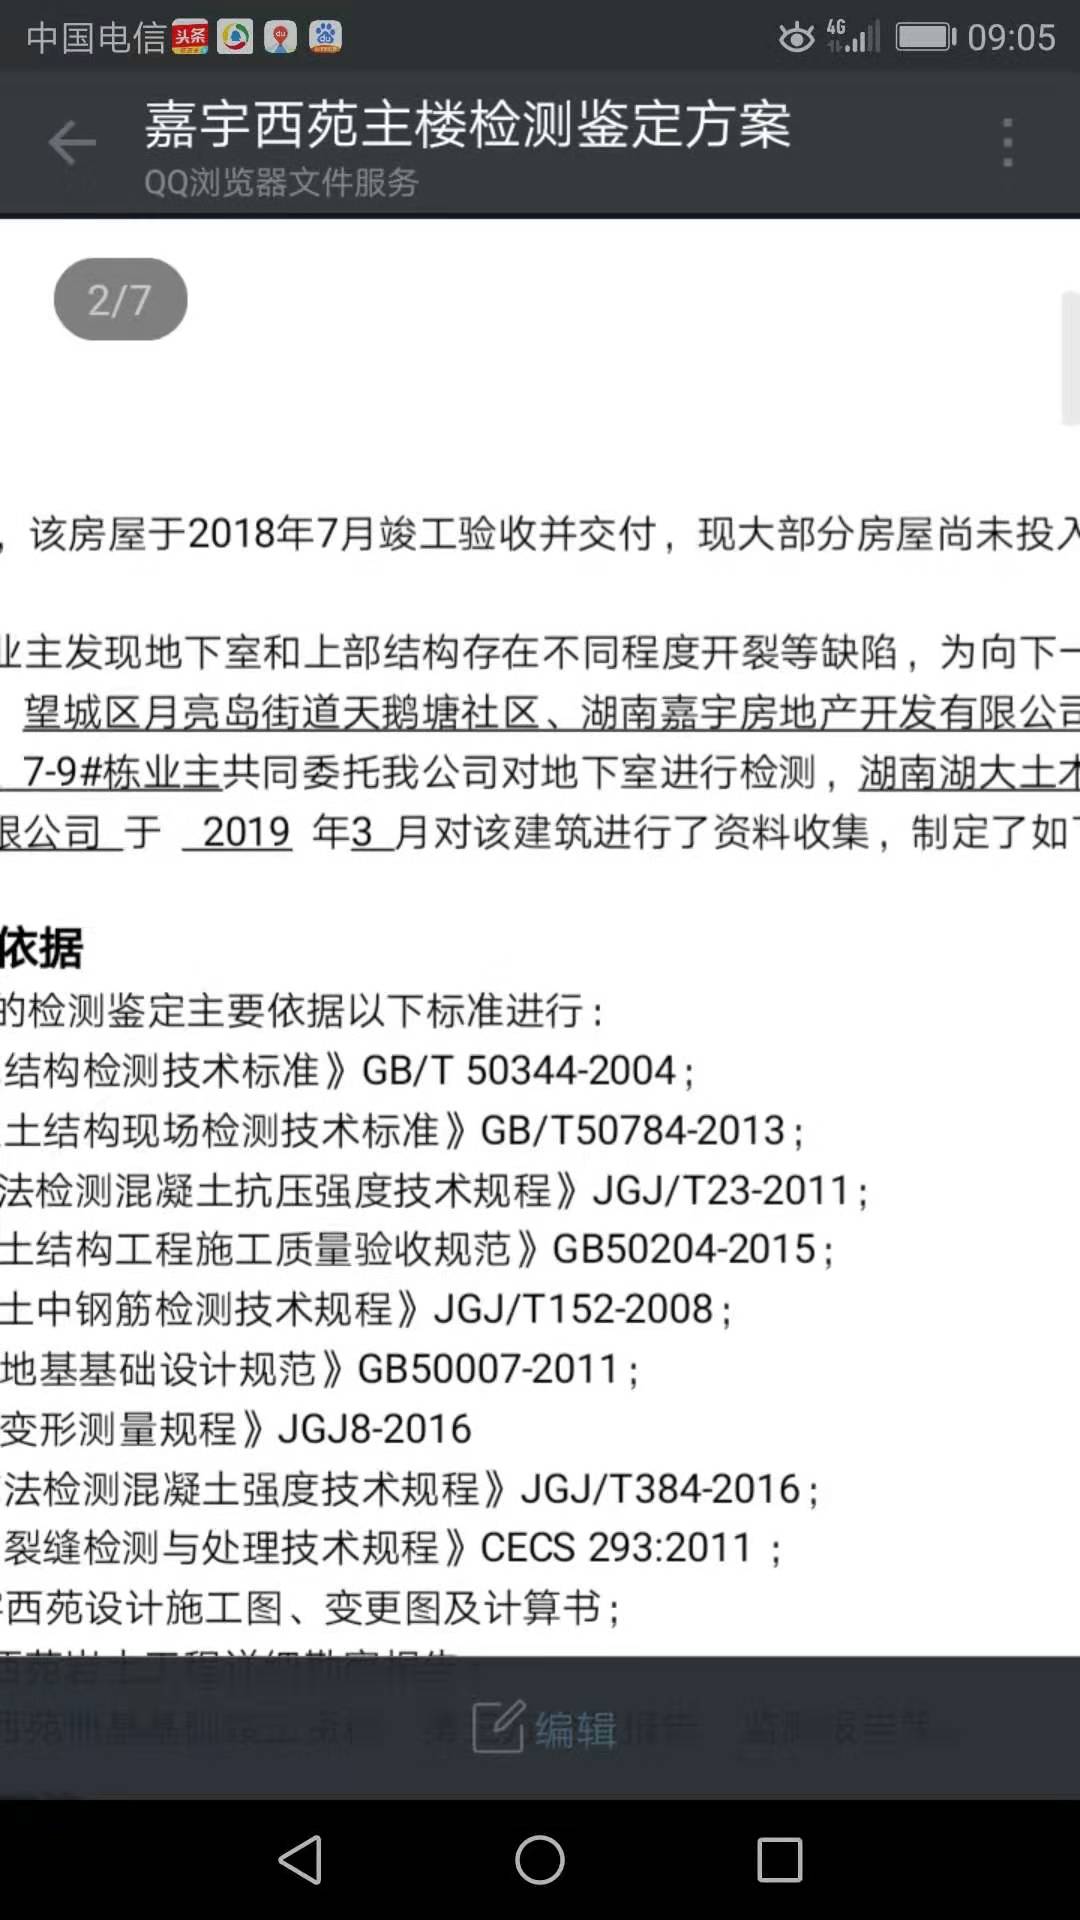 中国电信 头条 4G 09:05
嘉宇西苑主楼检测鉴定方案
QQ浏览器文件服务
2/7
，该房屋于2018年7月竣工验收并交付，现大部分房屋尚未投入
业主发现地下室和上部结构存在不同程度开裂等缺陷，为向下一
望城区月亮岛街道天鹅塘社区、湖南嘉宇房地产开发有限公司
7-9#栋业主共同委托我公司对地下室进行检测，湖南湖大土木
限公司 于 2019 年3 月对该建筑进行了资料收集，制定了如下
依据
的检测鉴定主要依据以下标准进行：
结构检测技术标准》GB/T 50344-2004；
土结构现场检测技术标准》GB/T50784-2013；
法检测混凝土抗压强度技术规程》JGJ/T23-2011；
土结构工程施工质量验收规范》GB50204-2015；
土中钢筋检测技术规程》JGJ/T152-2008；
地基基础设计规范》GB50007-2011；
变形测量规程》JGJ8-2016
法检测混凝土强度技术规程》JGJ/T384-2016；
裂缝检测与处理技术规程》CECS 293:2011 ；
西苑设计施工图、变更图及计算书；
西苑岩土工程详细勘察报告
编辑